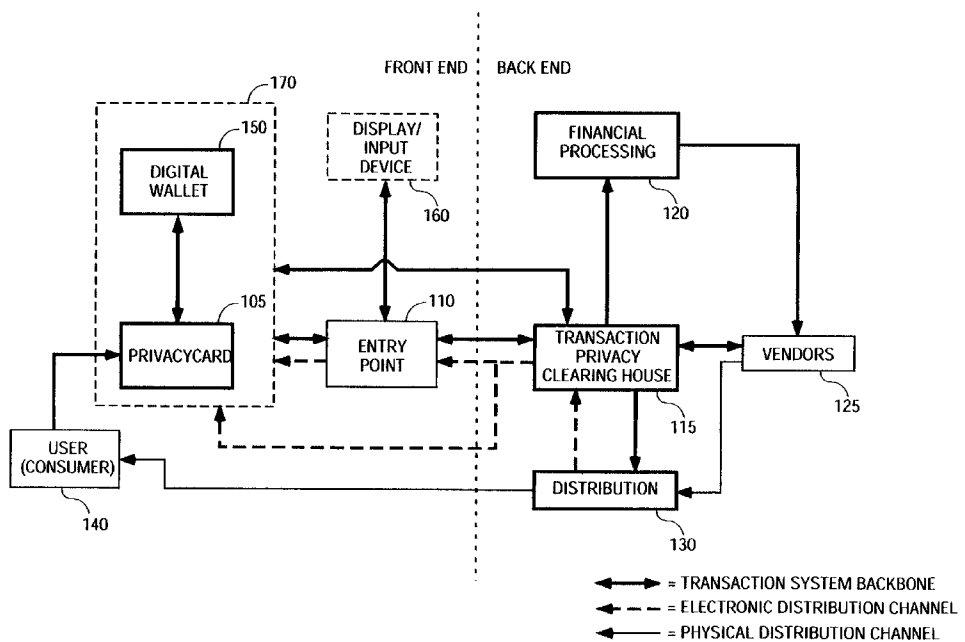 FRONT END
BACK END
170
150
DIGITAL
WALLET
DISPLAY/
INPUT
DEVICE
160
FINANCIAL
PROCESSING
120
105
PRIVACYCARD
110
ENTRY
POINT
TRANSACTION
PRIVACY
CLEARING HOUSE
115
VENDORS
125
USER
(CONSUMER)
140
DISTRIBUTION
130
= TRANSACTION SYSTEM BACKBONE
= ELECTRONIC DISTRIBUTION CHANNEL
= PHYSICAL DISTRIBUTION CHANNEL